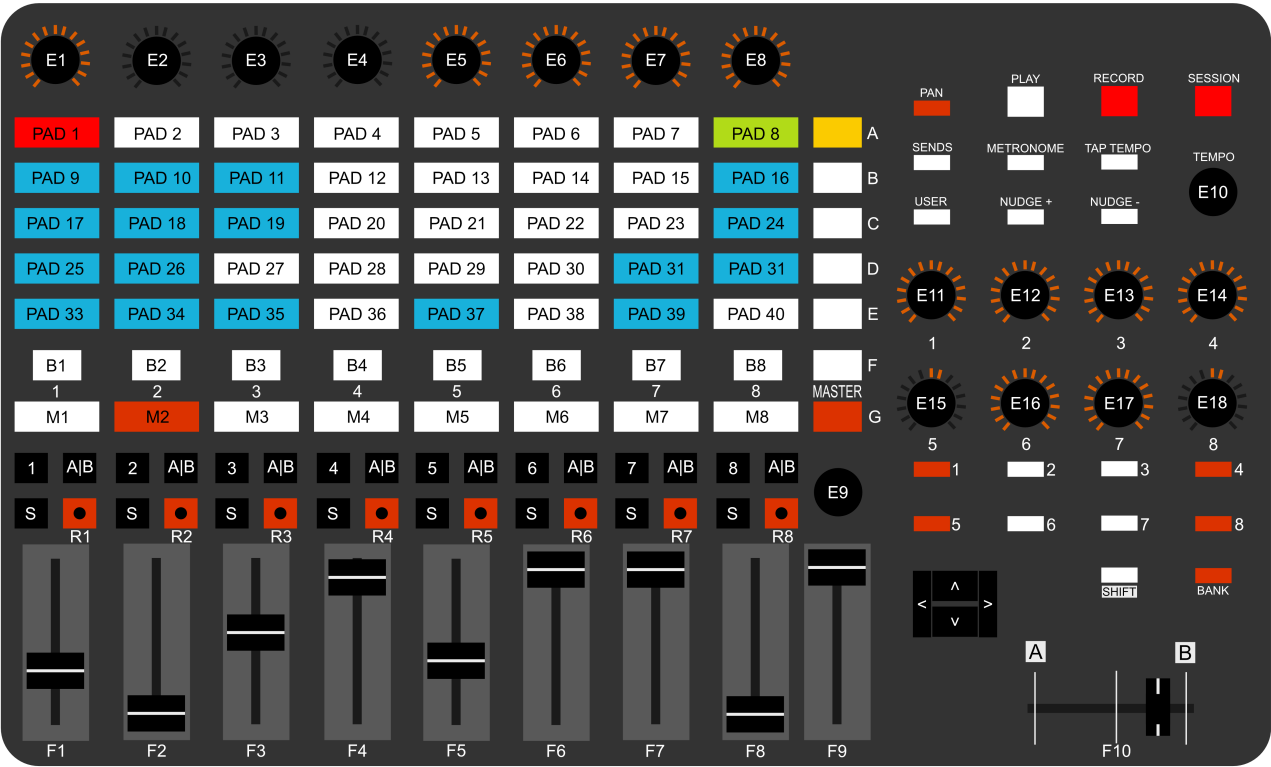 E1 E2 E3 E4 E5 E6 E7 E8
PLAY RECORD SESSION
PAN
PAD 1 PAD 2 PAD 3 PAD 4 PAD 5 PAD 6 PAD 7 PAD 8 A
SENDS METRONOME TAP TEMPO
TEMPO
PAD 9 PAD 10 PAD 11 PAD 12 PAD 13 PAD 14 PAD 15 PAD 16 B
E10
USER NUDGE + NUDGE -
PAD 17 PAD 18 PAD 19 PAD 20 PAD 21 PAD 22 PAD 23 PAD 24 C
PAD 25 PAD 26 PAD 27 PAD 28 PAD 29 PAD 30 PAD 31 PAD 31 D
E11 E12 E13 E14
PAD 33 PAD 34 PAD 35 PAD 36 PAD 37 PAD 38 PAD 39 PAD 40 E
1 2 3 4
B1 B2 B3 B4 B5 B6 B7 B8 F
1 2 3 4 5 6 7 8 MASTER
E15 E16 E17 E18
M1 M2 M3 M4 M5 M6 M7 M8 G
5 6 7 8
1 A|B 2 A|B 3 A|B 4 A|B 5 A|B 6 A|B 7 A|B 8 A|B
1 2 3 4
E9
S S S S S S S S
5 6 7 8
R1 R2 R3 R4 R5 R6 R7 R8
SHIFT BANK
< ^ v >
A B
F1 F2 F3 F4 F5 F6 F7 F8 F9 F10